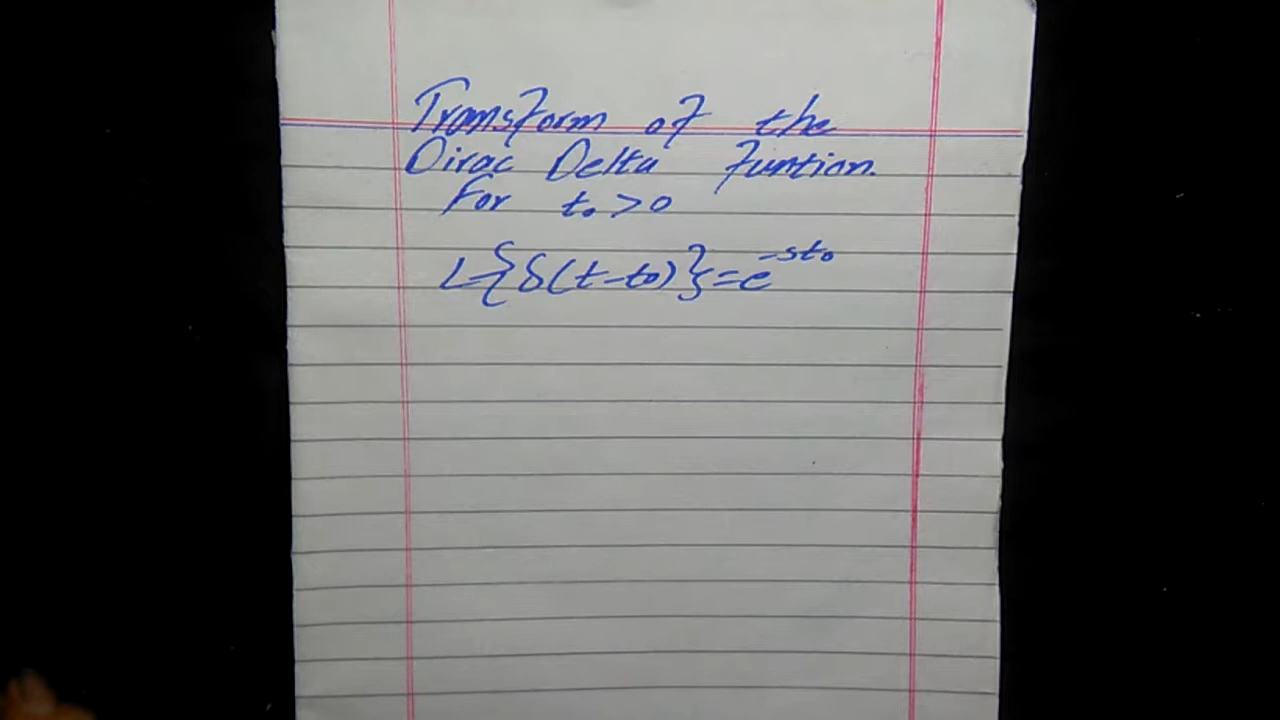 Transform of the
Dirac Delta Funtion.
For t₀ > 0
L{δ(t-t₀)} = e^-st₀